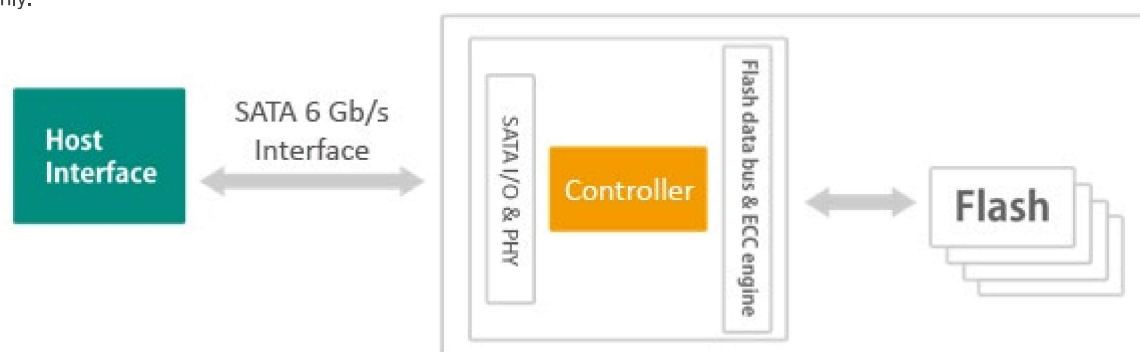 SATA 6 Gb/s
Interface
Host
Interface
SATA I/O & PHY
Controller
Flash data bus & ECC engine
Flash